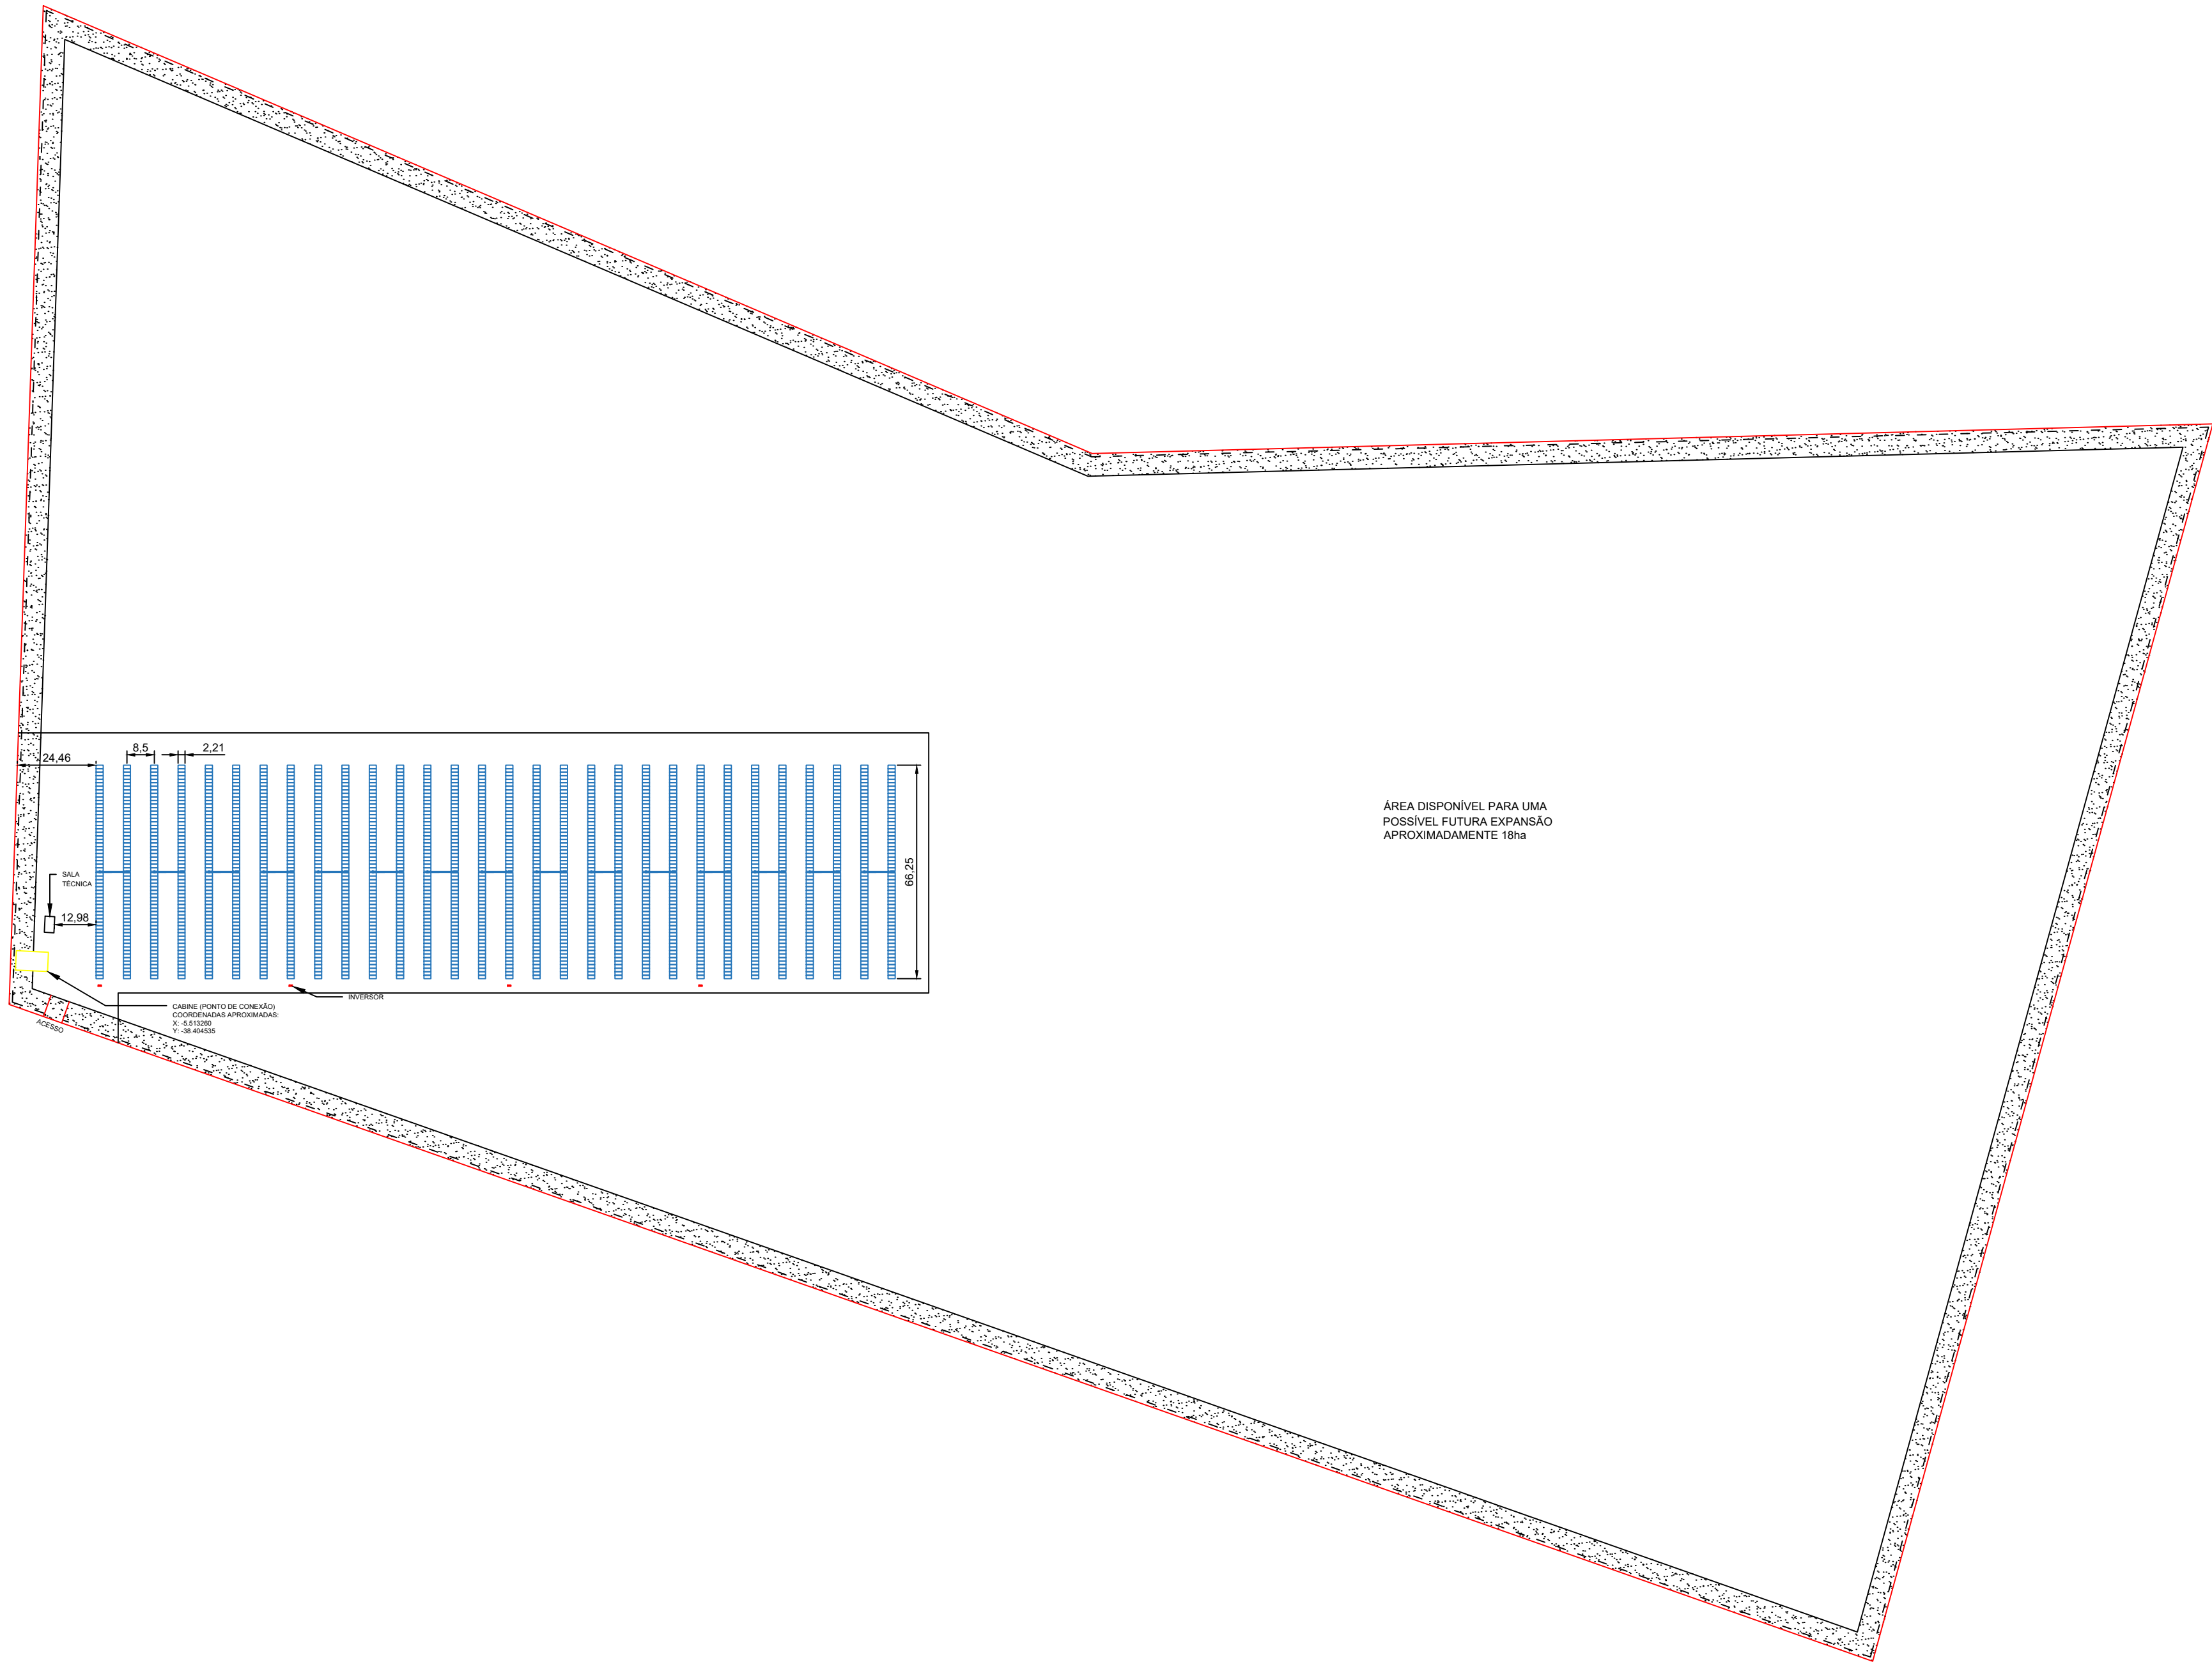 8,5
2,21
24,46
ÁREA DISPONÍVEL PARA UMA
POSSÍVEL FUTURA EXPANSÃO
APROXIMADAMENTE 18ha
66,25
SALA
TÉCNICA
12,98
INVERSOR
CABINE (PONTO DE CONEXÃO)
COORDENADAS APROXIMADAS:
X: -5.513260
Y: -38.404535
ACESSO